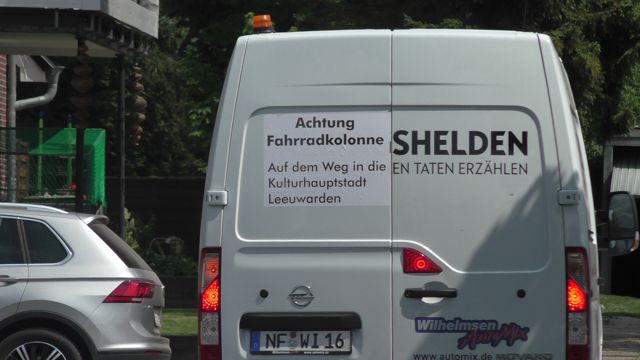 Achtung
Fahrradkolonne
Auf dem Weg in die
Kulturhauptstadt
Leeuwarden
SHELDEN
EN TATEN ERZÄHLEN
NF WI 16
Wilhelmsen
AutoMix
www.automix.de